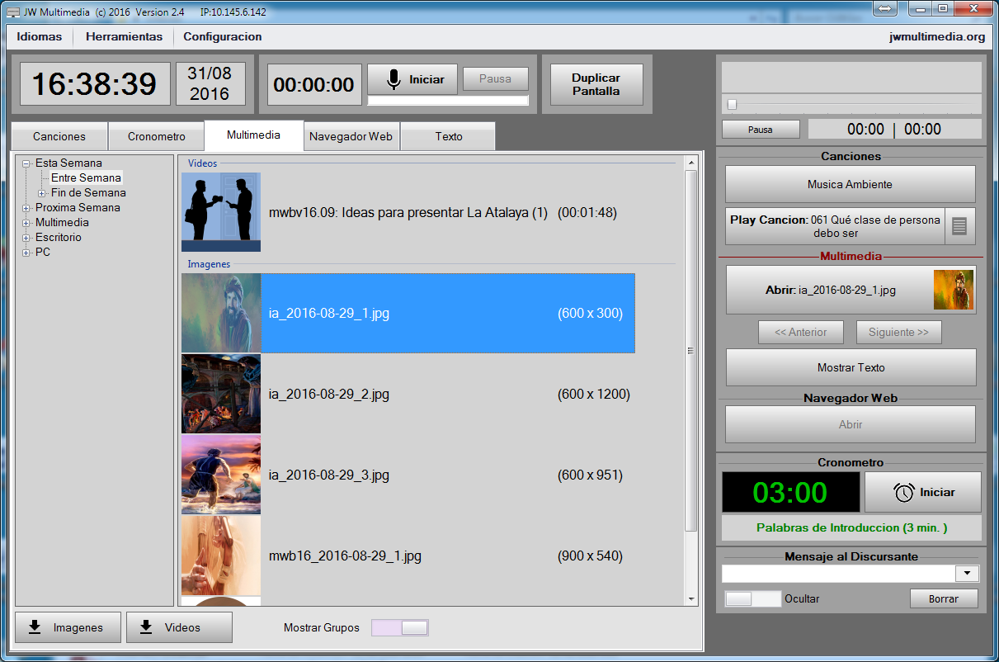 JW Multimedia (c) 2016 Version 2.4 IP:10.145.6.142
Idiomas Herramientas Configuracion jwmultimedia.org
16:38:39
31/08
2016
00:00:00
Iniciar
Pausa
Duplicar
Pantalla
Canciones Cronometro Multimedia Navegador Web Texto
Esta Semana
Entre Semana
Fin de Semana
Proxima Semana
Multimedia
Escritorio
PC
Videos
mwbv16.09: Ideas para presentar La Atalaya (1) (00:01:48)
Imagenes
ia_2016-08-29_1.jpg (600 x 300)
ia_2016-08-29_2.jpg (600 x 1200)
ia_2016-08-29_3.jpg (600 x 951)
mwb16_2016-08-29_1.jpg (900 x 540)
Imagenes
Videos
Mostrar Grupos
Pausa
00:00 | 00:00
Canciones
Musica Ambiente
Play Cancion: 061 Qué clase de persona
debo ser
Multimedia
Abrir: ia_2016-08-29_1.jpg
<< Anterior
Siguiente >>
Mostrar Texto
Navegador Web
Abrir
Cronometro
03:00
Iniciar
Palabras de Introduccion (3 min. )
Mensaje al Discursante
Ocultar
Borrar